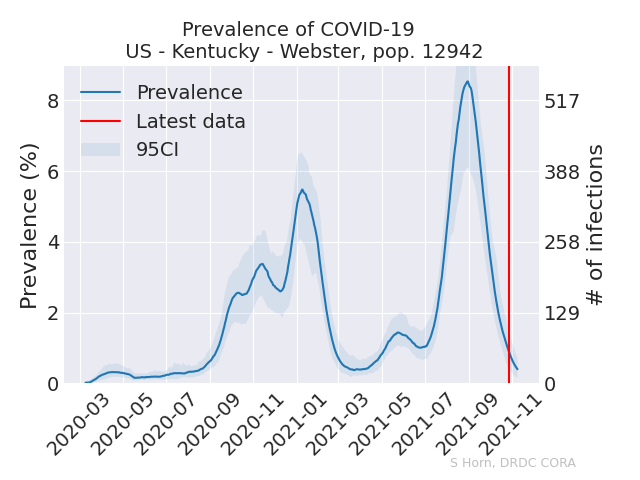 Prevalence of COVID-19
US - Kentucky - Webster, pop. 12942
Prevalence
Latest data
95CI
Prevalence (%)
8
6
4
2
0
517
388
258
129
0
# of infections
2020-03
2020-05
2020-07
2020-09
2020-11
2021-01
2021-03
2021-05
2021-07
2021-09
2021-11
S Horn, DRDC CORA